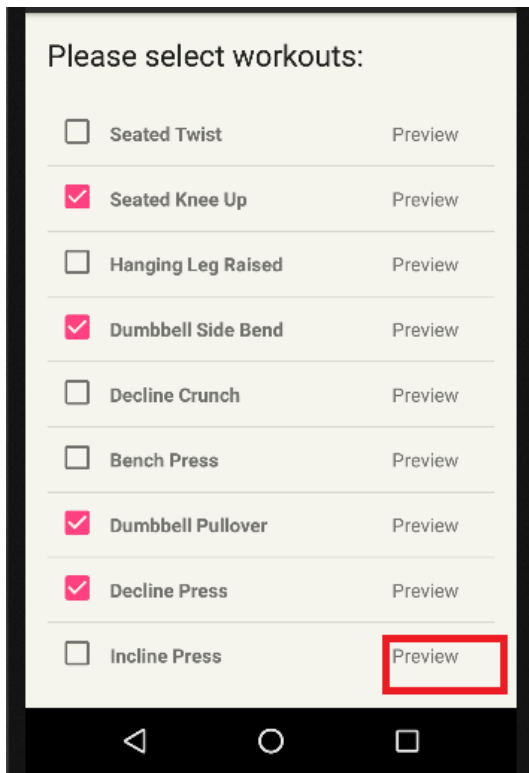 Please select workouts:
Seated Twist Preview
Seated Knee Up Preview
Hanging Leg Raised Preview
Dumbbell Side Bend Preview
Decline Crunch Preview
Bench Press Preview
Dumbbell Pullover Preview
Decline Press Preview
Incline Press Preview